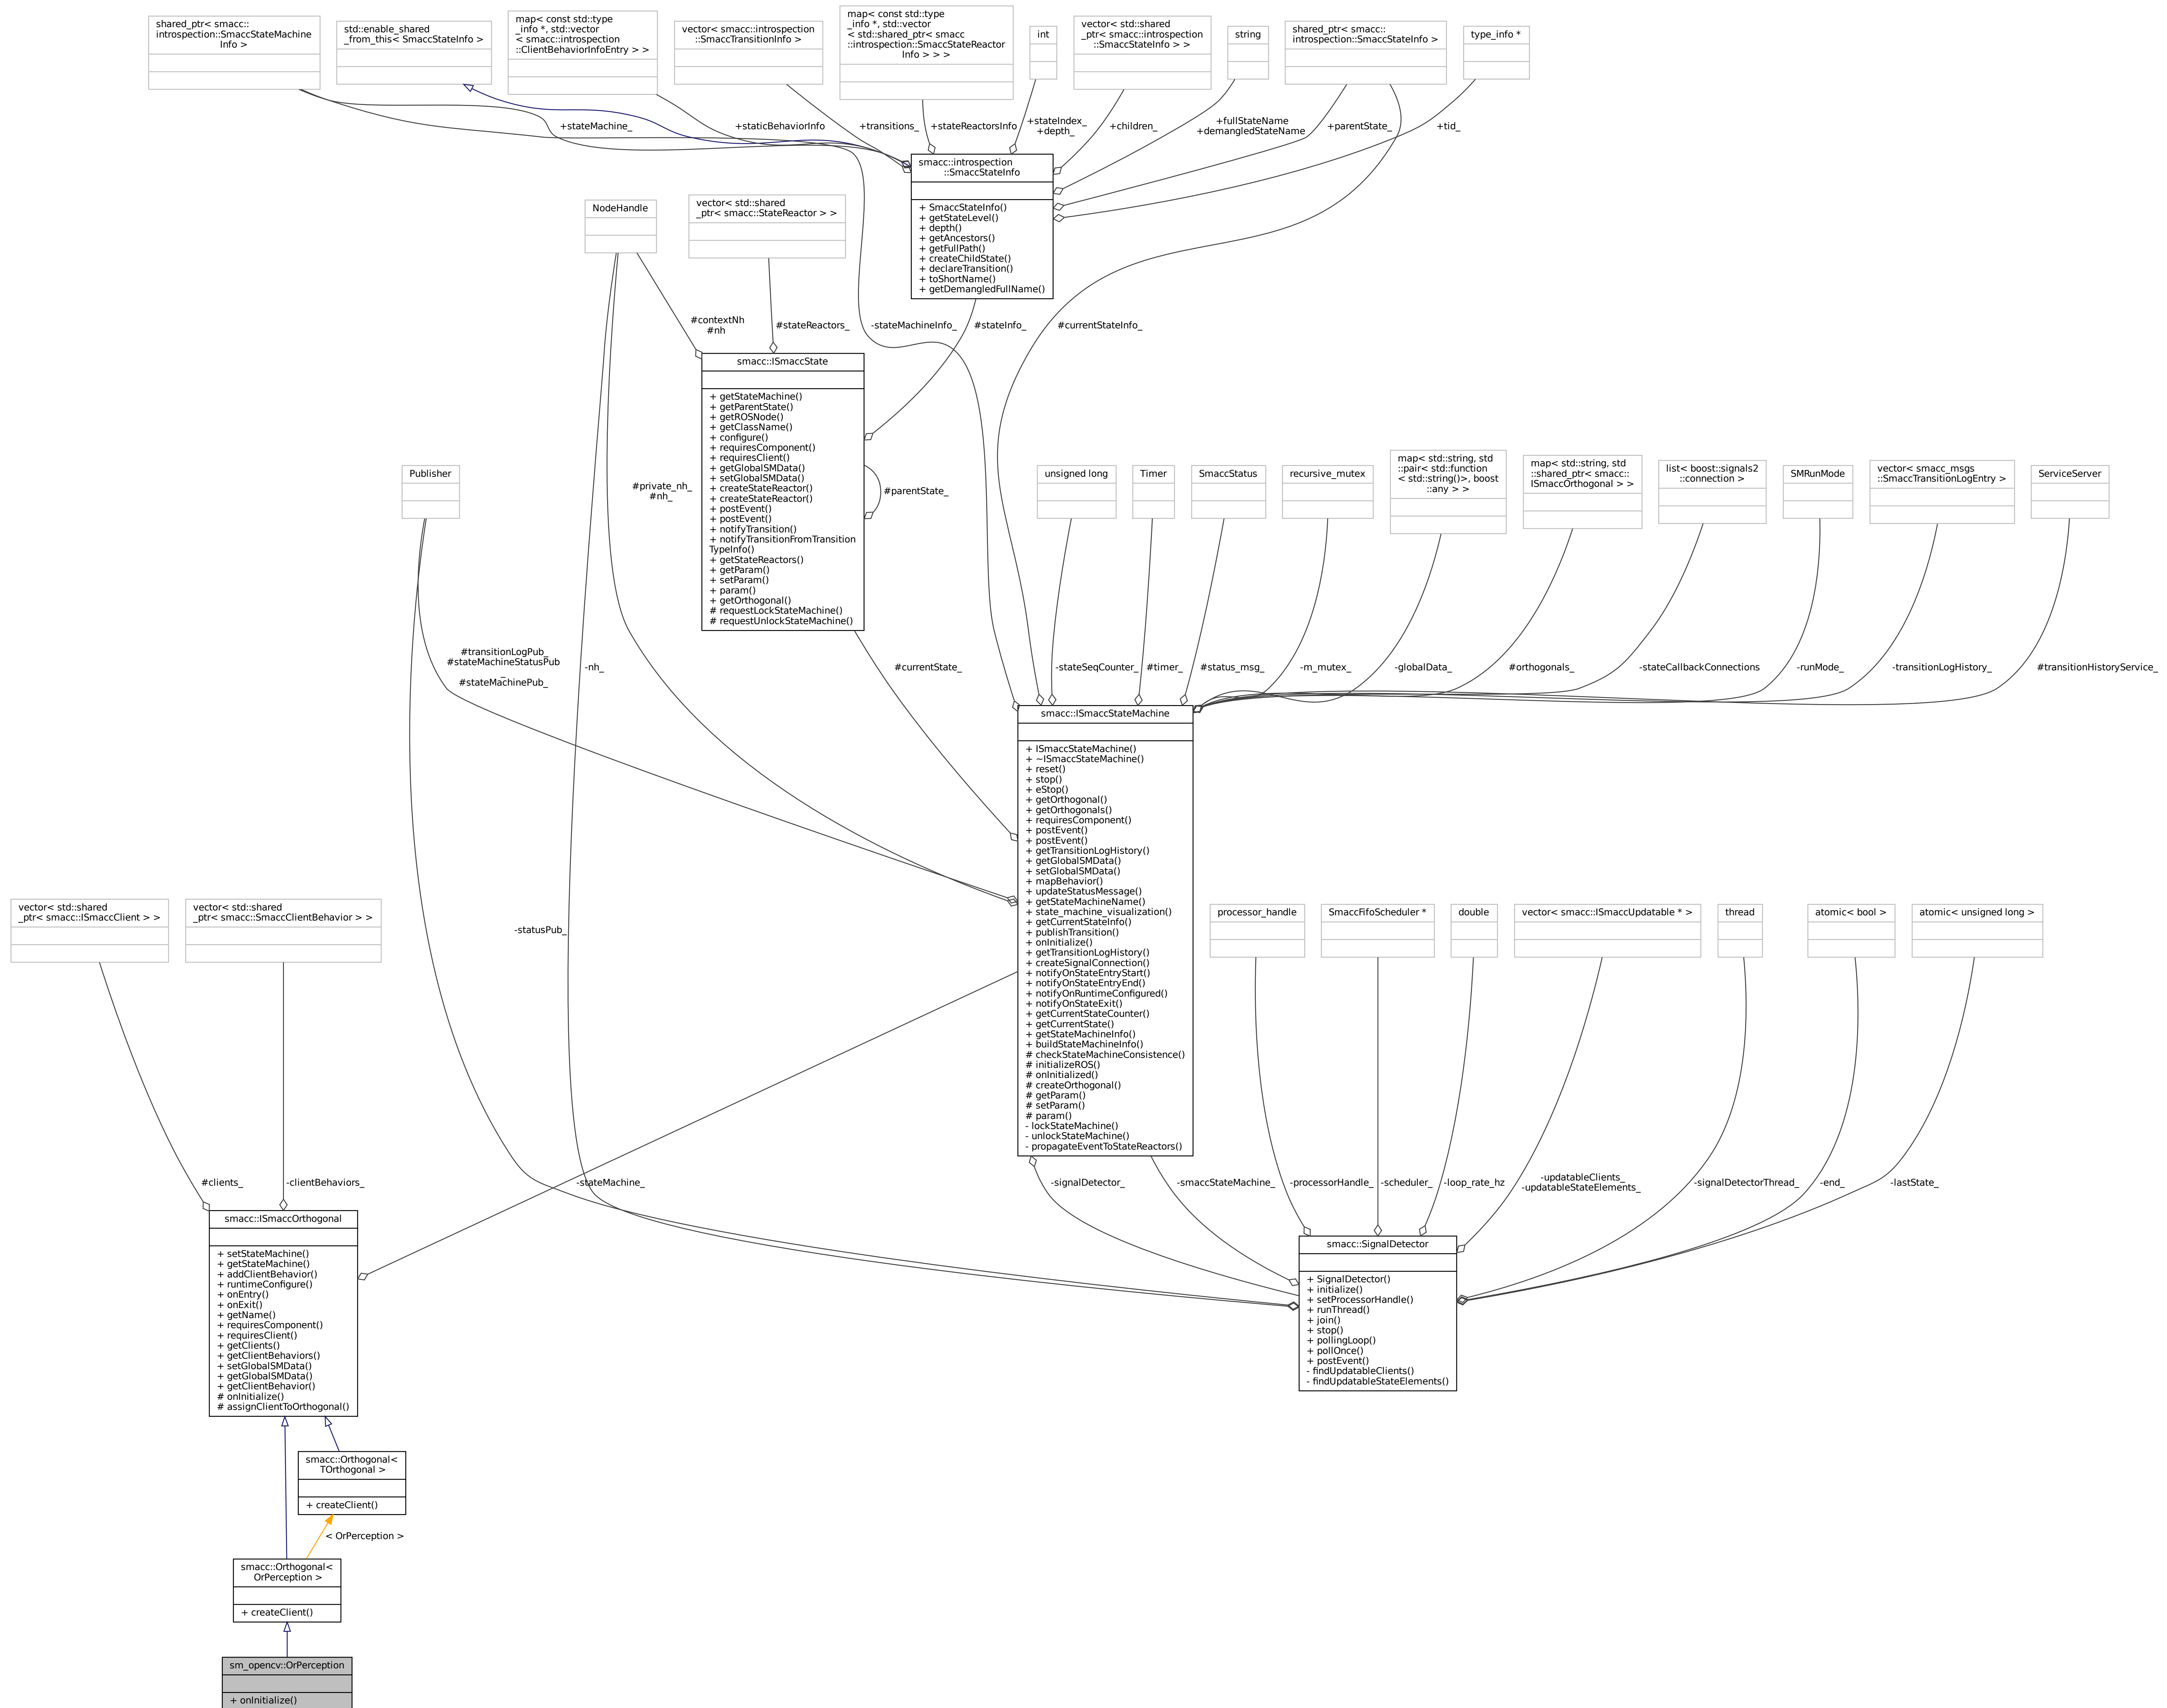 shared_ptr< smacc::
introspection::SmaccStateMachine
Info >
std::enable_shared
_from_this< SmaccStateInfo >
map< const std::type
_info *, std::vector
< smacc::introspection
::ClientBehaviorInfoEntry > >
vector< smacc::introspection
::SmaccTransitionInfo >
map< const std::type
_info *, std::vector
< std::shared_ptr< smacc
::introspection::SmaccStateReactor
Info > > >
int
vector< std::shared
_ptr< smacc::introspection
::SmaccStateInfo > >
string
shared_ptr< smacc::
introspection::SmaccStateInfo >
type_info *
+stateMachine_
+staticBehaviorInfo
+transitions_
+stateReactorsInfo
+stateIndex_
+depth_
+children_
+fullStateName
+demangledStateName
+parentState_
+tid_
smacc::introspection
::SmaccStateInfo
+ SmaccStateInfo()
+ getStateLevel()
+ depth()
+ getAncestors()
+ getFullPath()
+ createChildState()
+ declareTransition()
+ toShortName()
+ getDemangledFullName()
NodeHandle
vector< std::shared
_ptr< smacc::StateReactor > >
#contextNh
#nh
#stateReactors_
-stateMachineInfo_
#stateInfo_
#currentStateInfo_
smacc::ISmaccState
+ getStateMachine()
+ getParentState()
+ getROSNode()
+ getClassName()
+ configure()
+ requiresComponent()
+ requiresClient()
+ getGlobalSMData()
+ setGlobalSMData()
+ createStateReactor()
+ createStateReactor()
+ postEvent()
+ postEvent()
+ notifyTransition()
+ notifyTransitionFromTransition
TypeInfo()
+ getStateReactors()
+ getParam()
+ setParam()
+ param()
+ getOrthogonal()
# requestLockStateMachine()
# requestUnlockStateMachine()
#parentState_
Publisher
#private_nh_
#nh_
unsigned long
Timer
SmaccStatus
recursive_mutex
map< std::string, std
::pair< std::function
< std::string()>, boost
::any > >
map< std::string, std
::shared_ptr< smacc::
ISmaccOrthogonal > >
list< boost::signals2
::connection >
SMRunMode
vector< smacc_msgs
::SmaccTransitionLogEntry >
ServiceServer
#transitionLogPub_
#stateMachineStatusPub
_
#stateMachinePub_
-nh_
#currentState_
-stateSeqCounter_
#timer_
#status_msg_
-m_mutex_
-globalData_
#orthogonals_
-stateCallbackConnections
-runMode_
-transitionLogHistory_
#transitionHistoryService_
smacc::ISmaccStateMachine
+ ISmaccStateMachine()
+ ~ISmaccStateMachine()
+ reset()
+ stop()
+ eStop()
+ getOrthogonal()
+ getOrthogonals()
+ requiresComponent()
+ postEvent()
+ postEvent()
+ getTransitionLogHistory()
+ getGlobalSMData()
+ setGlobalSMData()
+ mapBehavior()
+ updateStatusMessage()
+ getStateMachineName()
+ state_machine_visualization()
+ getCurrentStateInfo()
+ publishTransition()
+ onInitialize()
+ getTransitionLogHistory()
+ createSignalConnection()
+ notifyOnStateEntryStart()
+ notifyOnStateEntryEnd()
+ notifyOnRuntimeConfigured()
+ notifyOnStateExit()
+ getCurrentStateCounter()
+ getCurrentState()
+ getStateMachineInfo()
+ buildStateMachineInfo()
# checkStateMachineConsistence()
# initializeROS()
# onInitialized()
# createOrthogonal()
# getParam()
# setParam()
# param()
- lockStateMachine()
- unlockStateMachine()
- propagateEventToStateReactors()
vector< std::shared
_ptr< smacc::ISmaccClient > >
vector< std::shared
_ptr< smacc::SmaccClientBehavior > >
-statusPub_
processor_handle
SmaccFifoScheduler *
double
vector< smacc::ISmaccUpdatable * >
thread
atomic< bool >
atomic< unsigned long >
#clients_
-clientBehaviors_
-stateMachine_
-signalDetector_
-smaccStateMachine_
-processorHandle_
-scheduler_
-loop_rate_hz
-updatableClients_
-updatableStateElements_
-signalDetectorThread_
-end_
-lastState_
smacc::ISmaccOrthogonal
+ setStateMachine()
+ getStateMachine()
+ addClientBehavior()
+ runtimeConfigure()
+ onEntry()
+ onExit()
+ getName()
+ requiresComponent()
+ requiresClient()
+ getClients()
+ getClientBehaviors()
+ setGlobalSMData()
+ getGlobalSMData()
+ getClientBehavior()
# onInitialize()
# assignClientToOrthogonal()
smacc::SignalDetector
+ SignalDetector()
+ initialize()
+ setProcessorHandle()
+ runThread()
+ join()
+ stop()
+ pollingLoop()
+ pollOnce()
+ postEvent()
- findUpdatableClients()
- findUpdatableStateElements()
smacc::Orthogonal<
TOrthogonal >
+ createClient()
< OrPerception >
smacc::Orthogonal<
OrPerception >
+ createClient()
sm_opencv::OrPerception
+ onInitialize()